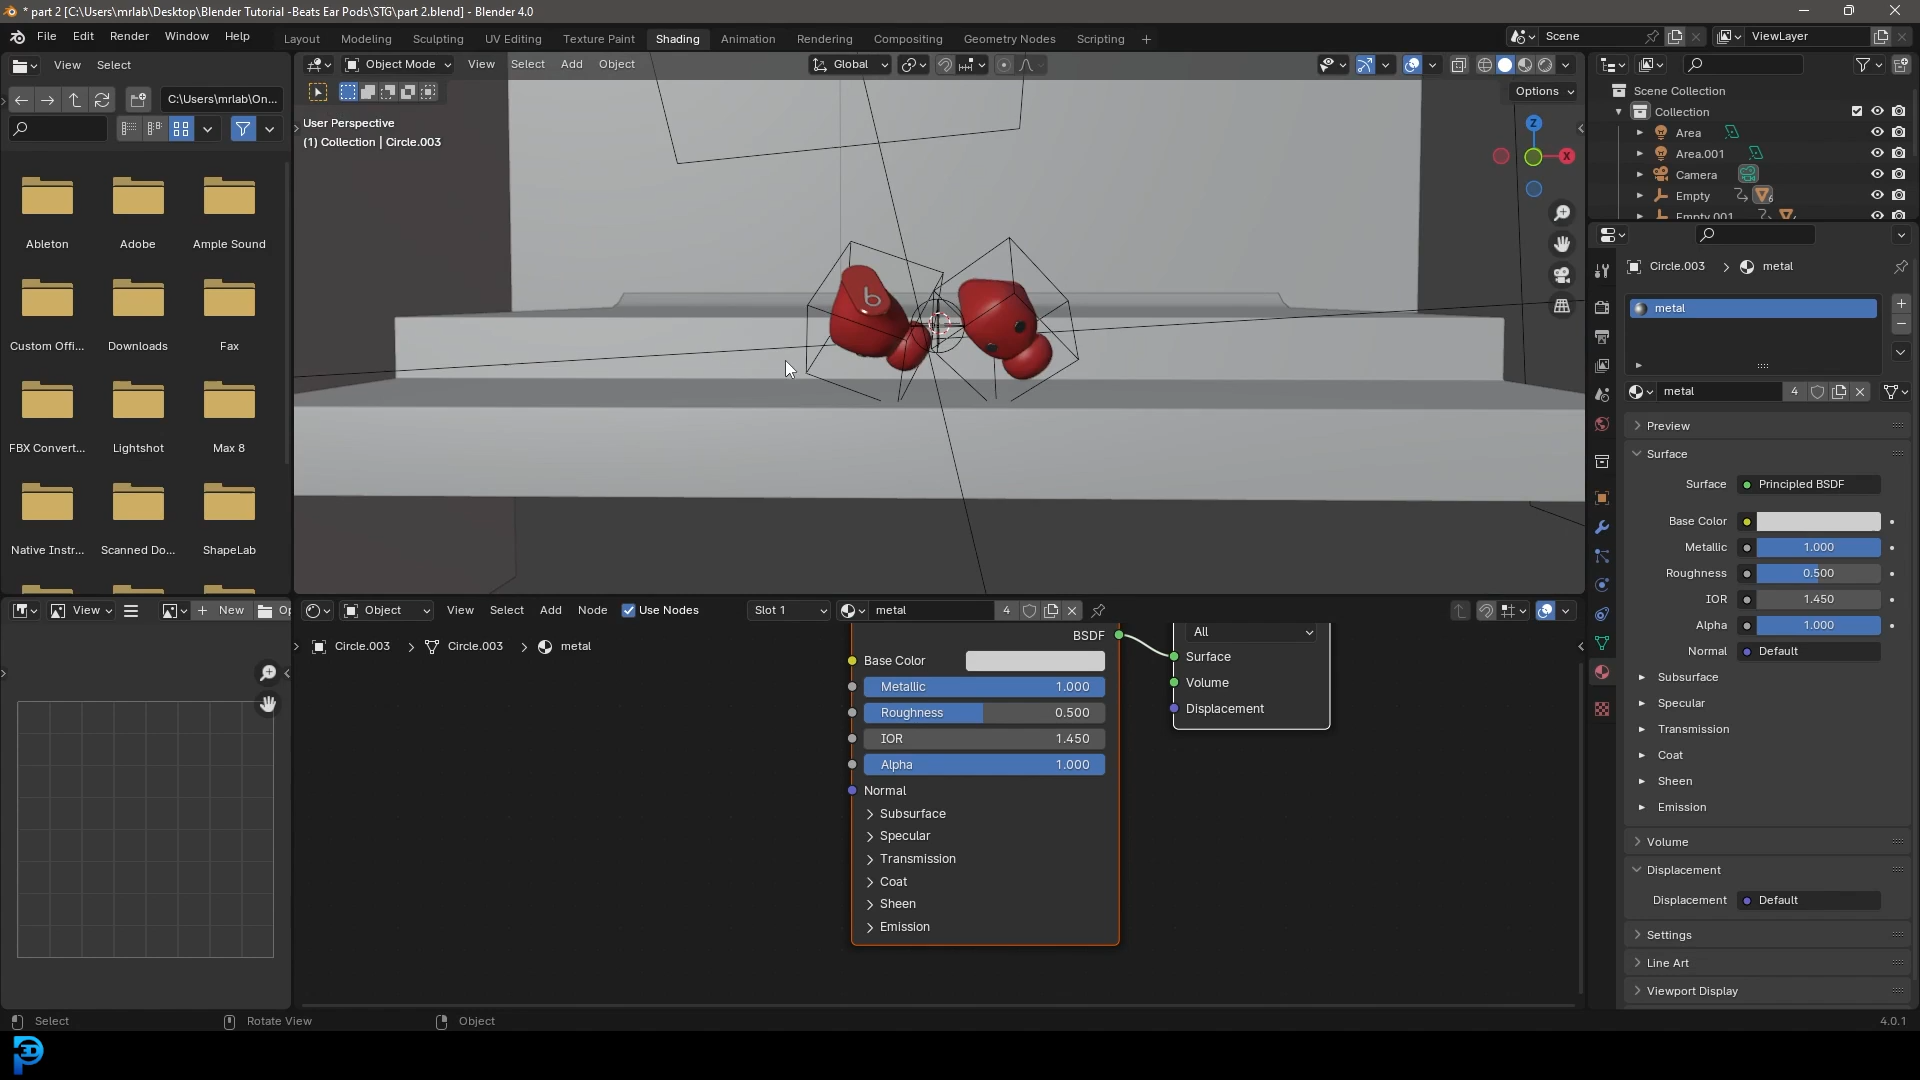 * part 2 [C:\Users\mrlab\Desktop\Blender Tutorial -Beats Ear Pods\STG\part 2.blend] - Blender 4.0
File Edit Render Window Help Layout Modeling Sculpting UV Editing Texture Paint Shading Animation Rendering Compositing Geometry Nodes Scripting + Scene ViewLayer
View Select
Object Mode View Select Add Object Global
C:\Users\mrlab\On...
Options
User Perspective
(1) Collection | Circle.003
Z
X
Ableton Adobe Ample Sound
Custom Offi... Downloads Fax
FBX Convert... Lightshot Max 8
Native Instr... Scanned Do... ShapeLab
b
Scene Collection
Collection
Area
Area.001
Camera
Empty
Empty.001
Circle.003 > metal
metal
metal 4
Preview
Surface
Surface Principled BSDF
Base Color
Metallic 1.000
Roughness 0.500
IOR 1.450
Alpha 1.000
Normal Default
Subsurface
Specular
Transmission
Coat
Sheen
Emission
Volume
Displacement
Displacement Default
Settings
Line Art
Viewport Display
View New Op
Object View Select Add Node Use Nodes Slot 1 metal 4
Circle.003 > Circle.003 > metal
BSDF
Base Color
Metallic 1.000
Roughness 0.500
IOR 1.450
Alpha 1.000
Normal
Subsurface
Specular
Transmission
Coat
Sheen
Emission
All
Surface
Volume
Displacement
Select Rotate View Object 4.0.1
3D